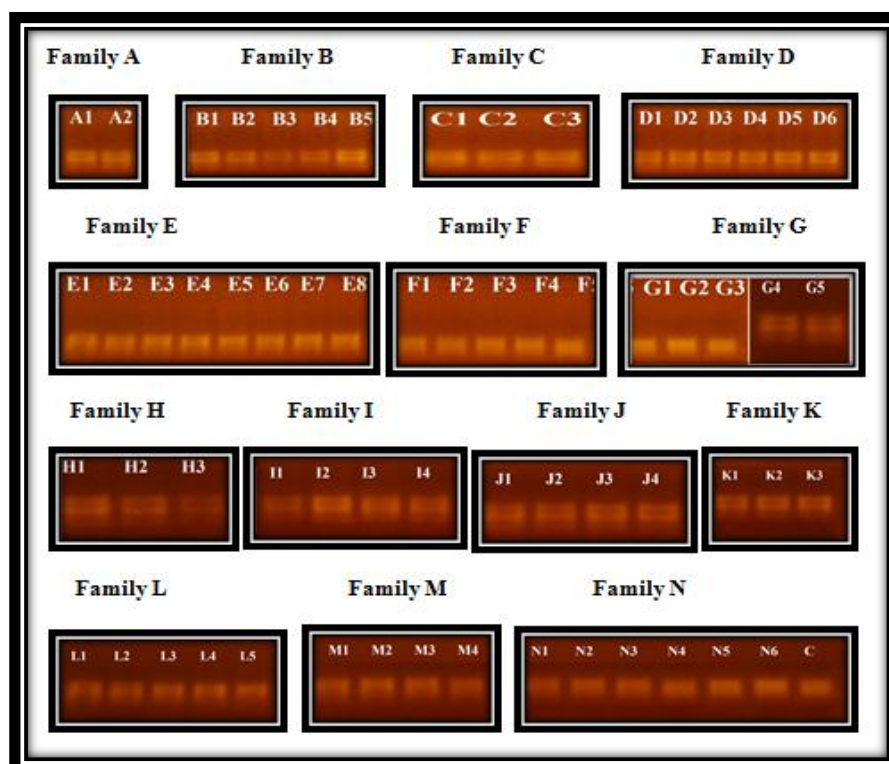 Family A Family B Family C Family D
A1 A2 B1 B2 B3 B4 B5 C1 C2 C3 D1 D2 D3 D4 D5 D6
Family E Family F Family G
E1 E2 E3 E4 E5 E6 E7 E8 F1 F2 F3 F4 G1 G2 G3 G4 G5
Family H Family I Family J Family K
H1 H2 H3 I1 I2 I3 I4 J1 J2 J3 J4 K1 K2 K3
Family L Family M Family N
L1 L2 L3 L4 L5 M1 M2 M3 M4 N1 N2 N3 N4 N5 N6 C